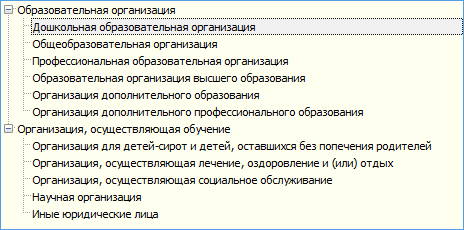 Образовательная организация
Дошкольная образовательная организация
Общеобразовательная организация
Профессиональная образовательная организация
Образовательная организация высшего образования
Организация дополнительного образования
Организация дополнительного профессионального образования
Организация, осуществляющая обучение
Организация для детей-сирот и детей, оставшихся без попечения родителей
Организация, осуществляющая лечение, оздоровление и (или) отдых
Организация, осуществляющая социальное обслуживание
Научная организация
Иные юридические лица